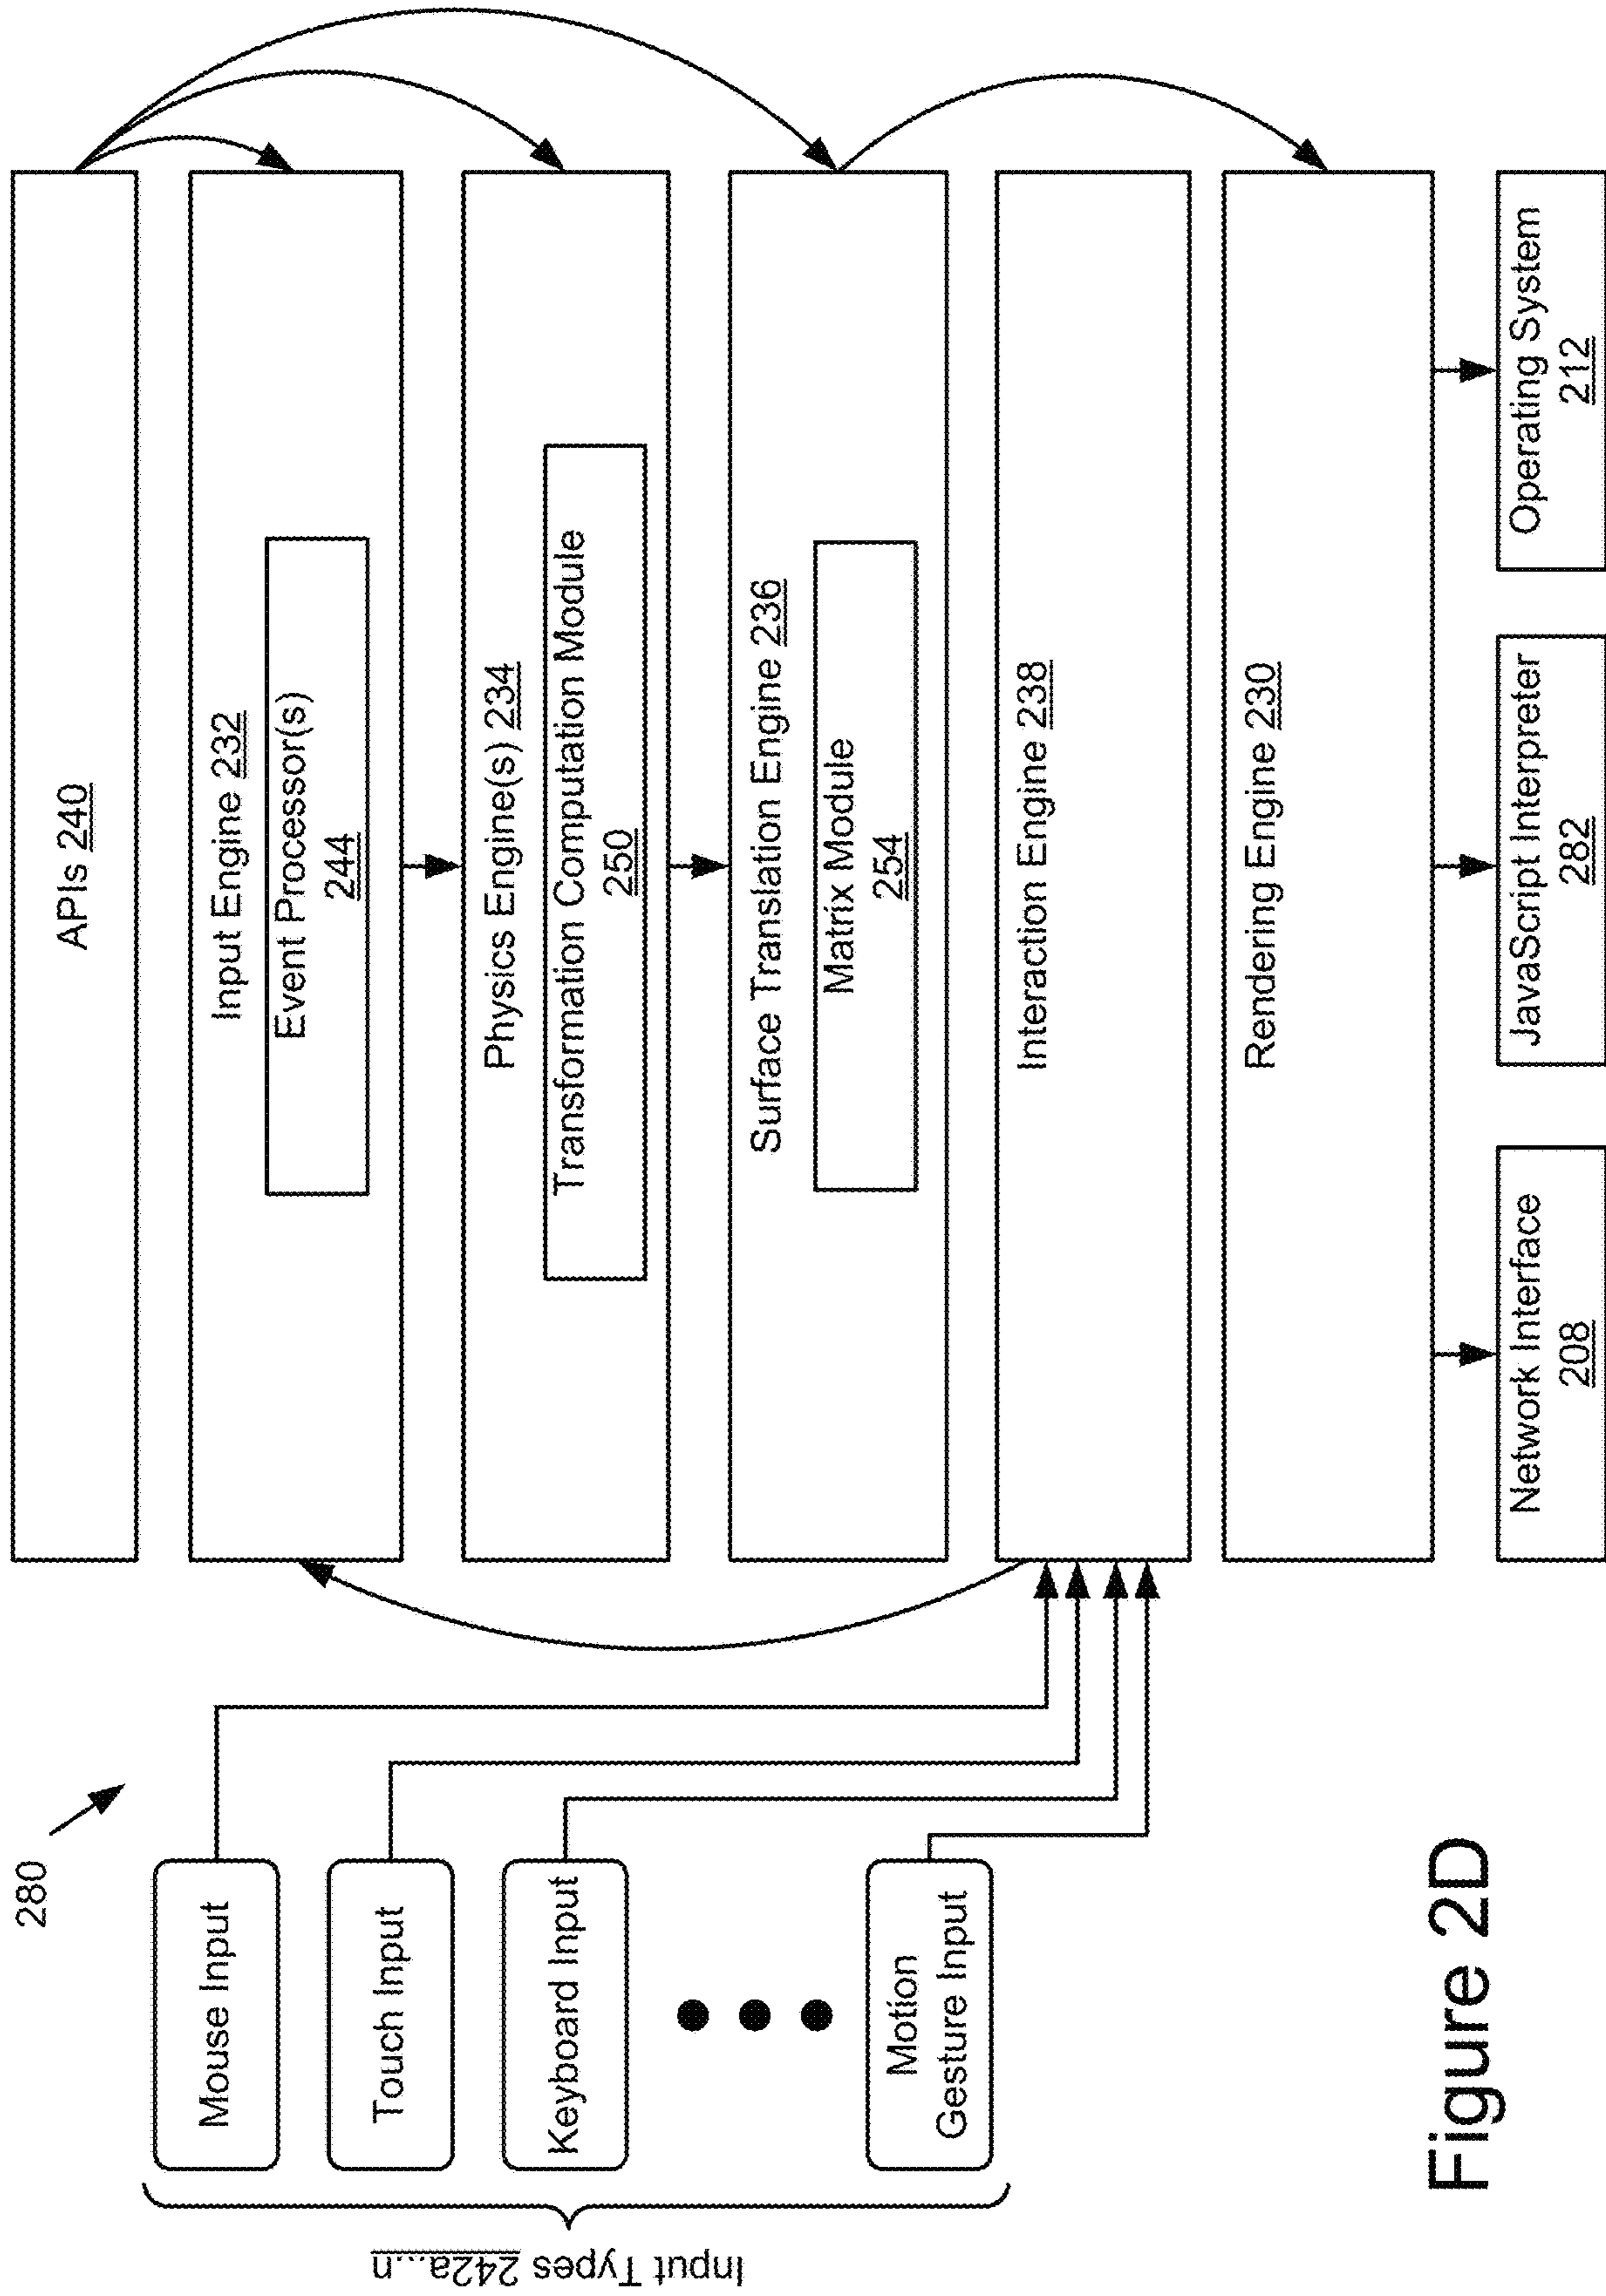 280
Input Types 242a...n
Mouse Input
Touch Input
Keyboard Input
Motion
Gesture Input
APIs 240
Input Engine 232
Event Processor(s)
244
Physics Engine(s) 234
Transformation Computation Module
250
Surface Translation Engine 236
Matrix Module
254
Interaction Engine 238
Rendering Engine 230
Network Interface
208
JavaScript Interpreter
282
Operating System
212
Figure 2D